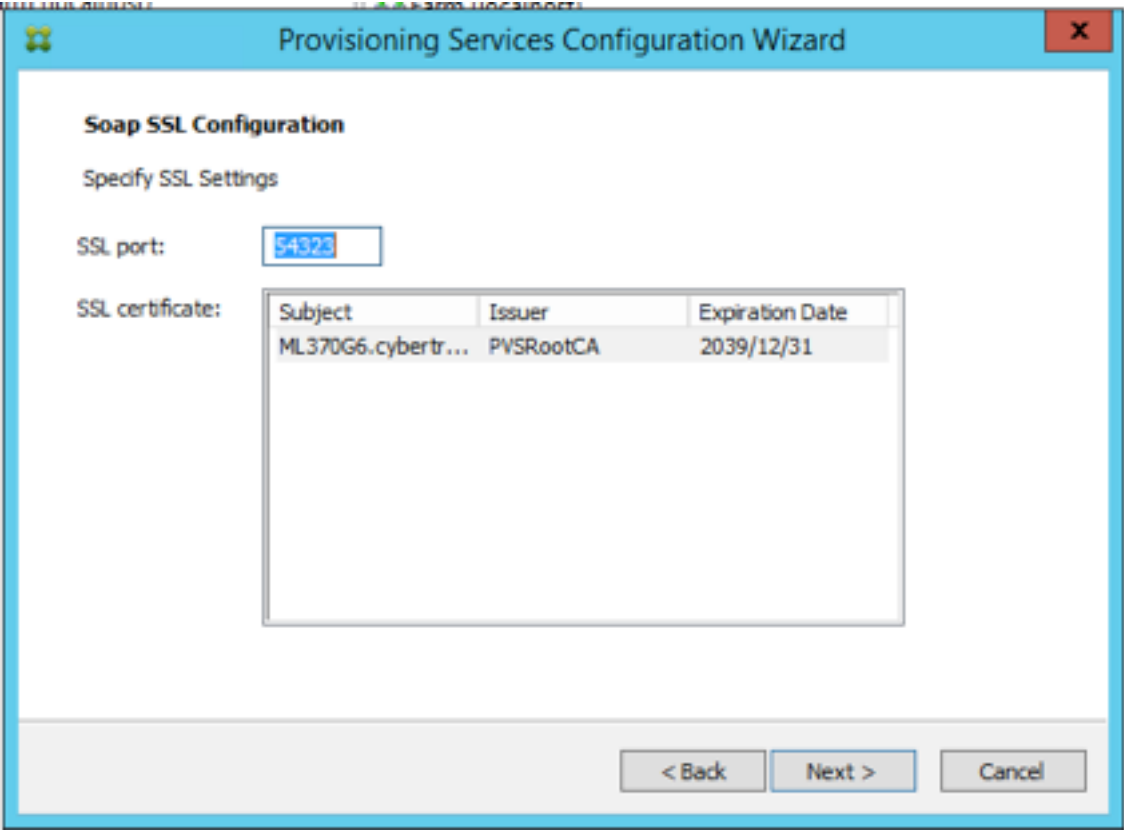 Provisioning Services Configuration Wizard
x
Soap SSL Configuration
Specify SSL Settings
SSL port: 54323
SSL certificate:
Subject Issuer Expiration Date
ML370G6.cybertr... PVSRootCA 2039/12/31
< Back Next > Cancel